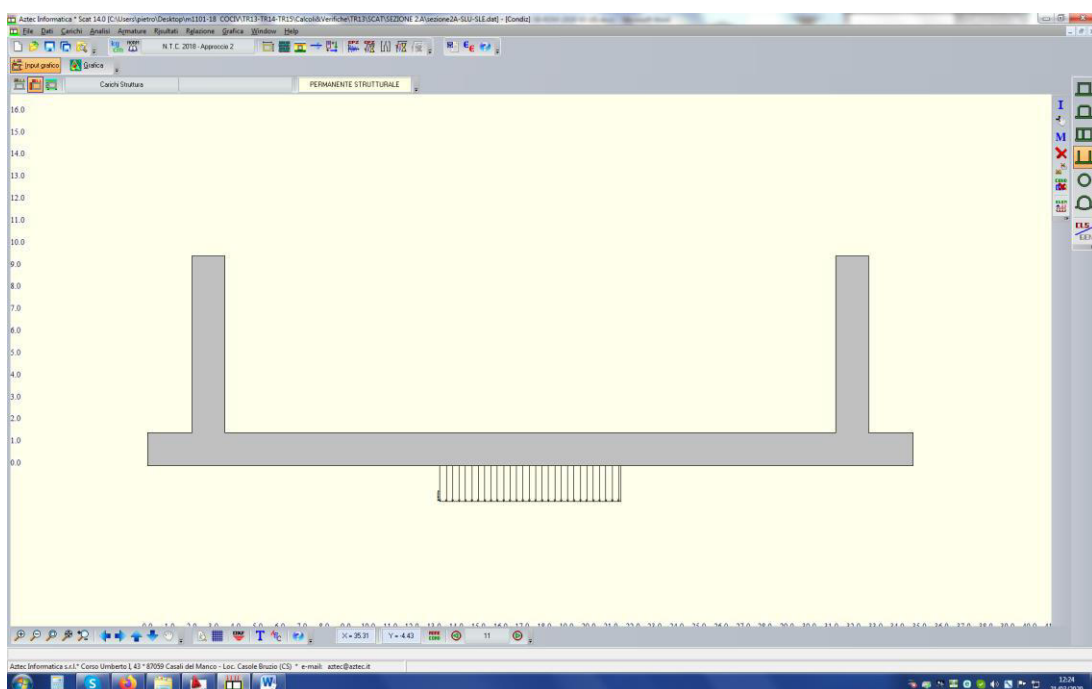 Aztec Informatica * Scat 14.0 [C:\Users\pietro\Desktop\m1101-18 COCIV\TR13-TR14-TR15\Calcoli&Verifiche\TR13\SCAT\SEZIONE 2.A\sezione2A-SLU-SLE.dat] - [Condiz]
File Dati Carichi Analisi Armature Risultati Relazione Grafica Window Help
N.T.C. 2018 - Approccio 2
Input grafico Grafica
Carichi Struttura PERMANENTE STRUTTURALE
16.0
15.0
14.0
13.0
12.0
11.0
10.0
9.0
8.0
7.0
6.0
5.0
4.0
3.0
2.0
1.0
0.0
I
M
CLS
X = 35.31 Y = -4.43 11
Aztec Informatica s.r.l.* Corso Umberto I, 43 * 87059 Casali del Manco - Loc. Casole Bruzio (CS) * e-mail: aztec@aztec.it
12:24